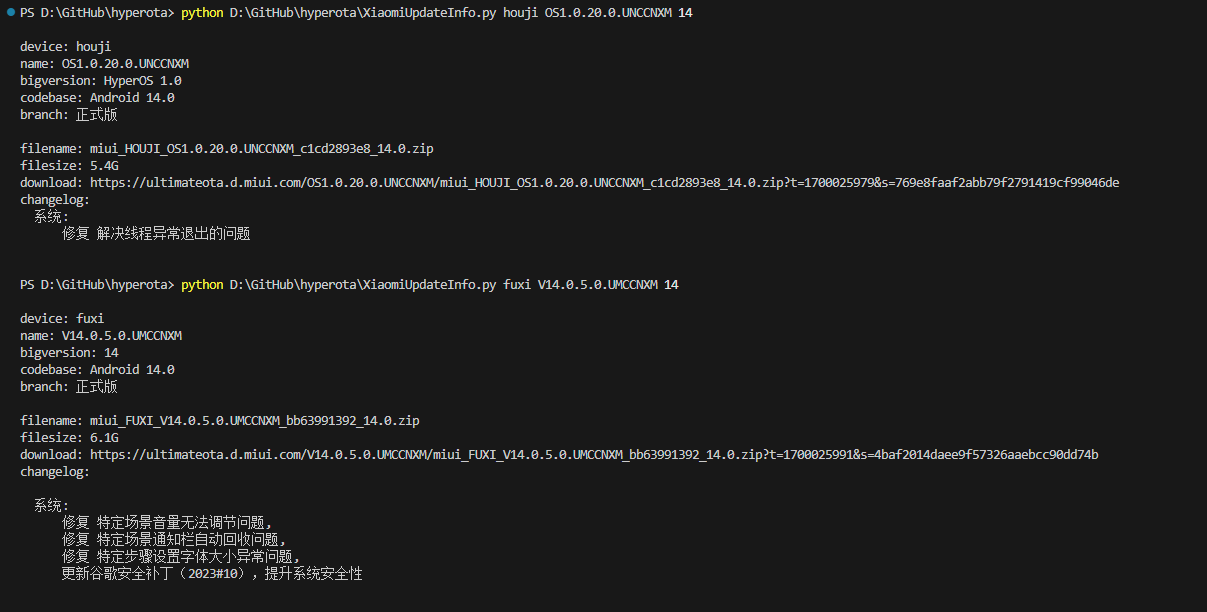 PS D:\GitHub\hyperota> python D:\GitHub\hyperota\XiaomiUpdateInfo.py houji OS1.0.20.0.UNCCNXM 14
device: houji
name: OS1.0.20.0.UNCCNXM
bigversion: HyperOS 1.0
codebase: Android 14.0
branch: 正式版
filename: miui_HOUJI_OS1.0.20.0.UNCCNXM_c1cd2893e8_14.0.zip
filesize: 5.4G
download: https://ultimateota.d.miui.com/OS1.0.20.0.UNCCNXM/miui_HOUJI_OS1.0.20.0.UNCCNXM_c1cd2893e8_14.0.zip?t=1700025979&s=769e8faaf2abb79f2791419cf99046de
changelog:
系统:
修复 解决线程异常退出的问题
PS D:\GitHub\hyperota> python D:\GitHub\hyperota\XiaomiUpdateInfo.py fuxi V14.0.5.0.UMCCNXM 14
device: fuxi
name: V14.0.5.0.UMCCNXM
bigversion: 14
codebase: Android 14.0
branch: 正式版
filename: miui_FUXI_V14.0.5.0.UMCCNXM_bb63991392_14.0.zip
filesize: 6.1G
download: https://ultimateota.d.miui.com/V14.0.5.0.UMCCNXM/miui_FUXI_V14.0.5.0.UMCCNXM_bb63991392_14.0.zip?t=1700025991&s=4baf2014daee9f57326aaebcc90dd74b
changelog:
系统:
修复 特定场景音量无法调节问题,
修复 特定场景通知栏自动回收问题,
修复 特定步骤设置字体大小异常问题,
更新谷歌安全补丁（2023#10），提升系统安全性